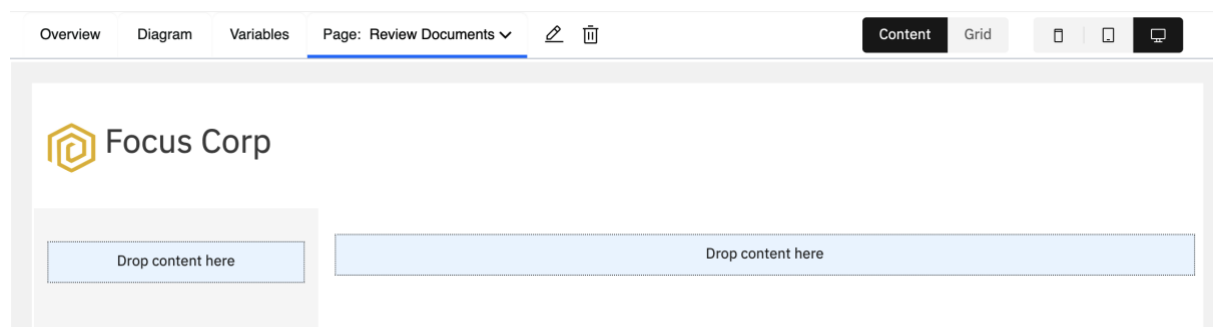 Overview Diagram Variables Page: Review Documents Content Grid
Focus Corp
Drop content here Drop content here